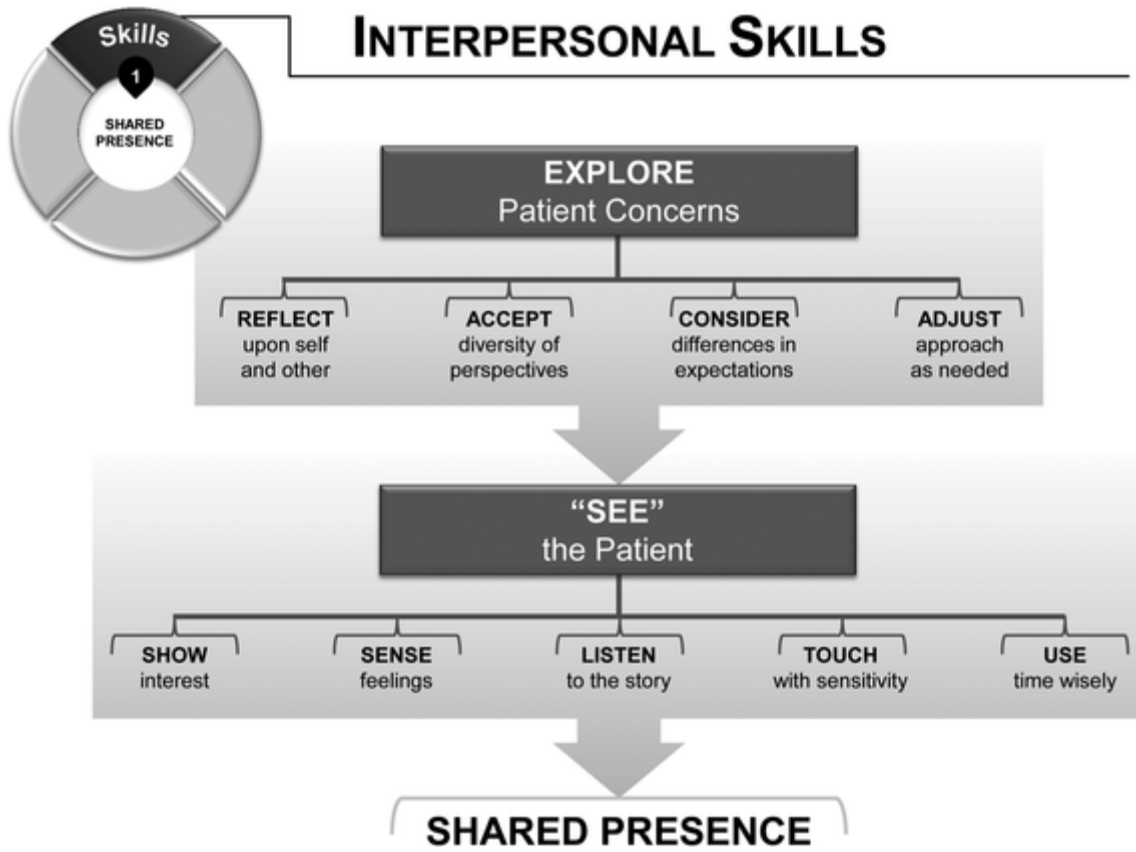 Skills
1
SHARED
PRESENCE
INTERPERSONAL SKILLS
EXPLORE
Patient Concerns
REFLECT
upon self
and other
ACCEPT
diversity of
perspectives
CONSIDER
differences in
expectations
ADJUST
approach
as needed
“SEE”
the Patient
SHOW
interest
SENSE
feelings
LISTEN
to the story
TOUCH
with sensitivity
USE
time wisely
SHARED PRESENCE